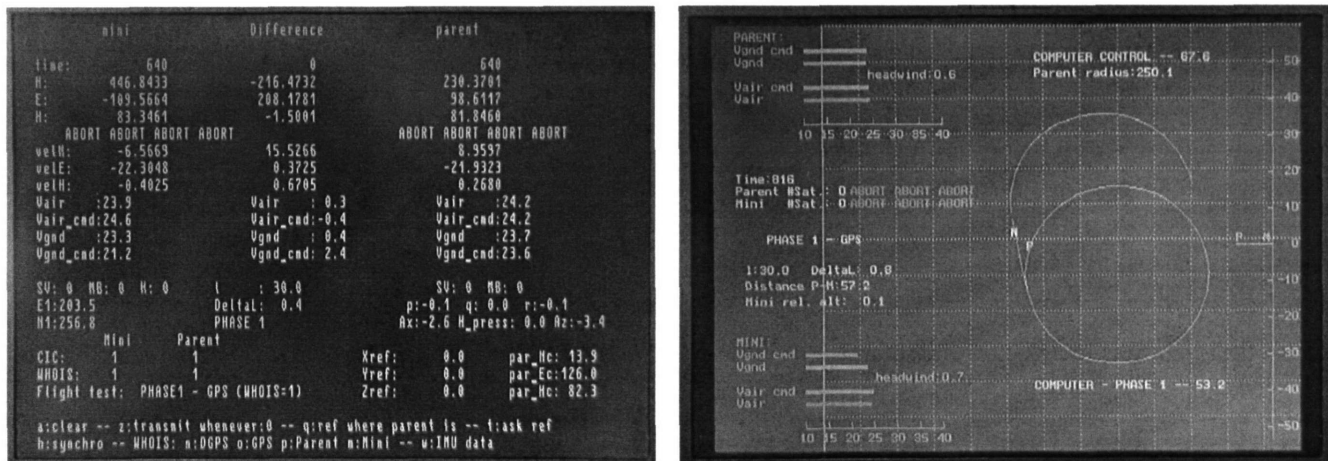 mini Difference parent
time: 640 0 640
N: 446.8433 -216.4732 230.3701
E: -109.5664 208.1781 98.6117
H: 83.3461 -1.5001 81.8460
ABORT ABORT ABORT ABORT ABORT ABORT ABORT ABORT
velN: -6.5669 15.5266 8.9597
velE: -22.3048 0.3725 -21.9323
velH: -0.4025 0.6705 0.2680
Vair :23.9 Vair : 0.3 Vair :24.2
Vair_cmd:24.6 Vair_cmd:-0.4 Vair_cmd:24.2
Vgnd :23.3 Vgnd : 0.4 Vgnd :23.7
Vgnd_cmd:21.2 Vgnd_cmd: 2.4 Vgnd_cmd:23.6
SV: 0 MB: 0 M: 0 l : 30.0 SV: 0 MB: 0
E1:203.5 DeltaL: 0.4 p:-0.1 q: 0.0 r:-0.1
N1:256.8 PHASE 1 Ax:-2.6 H_press: 0.0 Az:-3.4
Mini Parent
CIC: 1 1 Xref: 0.0 par_Nc: 13.9
WHOIS: 1 1 Yref: 0.0 par_Ec:126.0
Flight test: PHASE1 - GPS (WHOIS=1) Zref: 0.0 par_Hc: 82.3
a:clear -- z:transmit whenever:0 -- q:ref where parent is -- i:ask ref
h:synchro -- WHOIS: n:DGPS o:GPS p:Parent m:Mini -- w:IMU data
PARENT:
Vgnd cmd
Vgnd
headwind:0.6
Vair cmd
Vair
10 15 20 25 30 35 40
COMPUTER CONTROL -- 67.6
Parent radius:250.1
Time:816
Parent #Sat.: 0 ABORT ABORT ABORT
Mini #Sat.: 0 ABORT ABORT ABORT
PHASE 1 - GPS
l:30.0 DeltaL: 0.8
Distance P-M:57.2
Mini rel. alt: 0.1
MINI:
Vgnd cmd
Vgnd
headwind:0.7
Vair cmd
Vair
10 15 20 25 30 35 40
COMPUTER - PHASE 1 -- 53.2
M
P
P M
50
40
30
20
10
0
-10
-20
-30
-40
-50